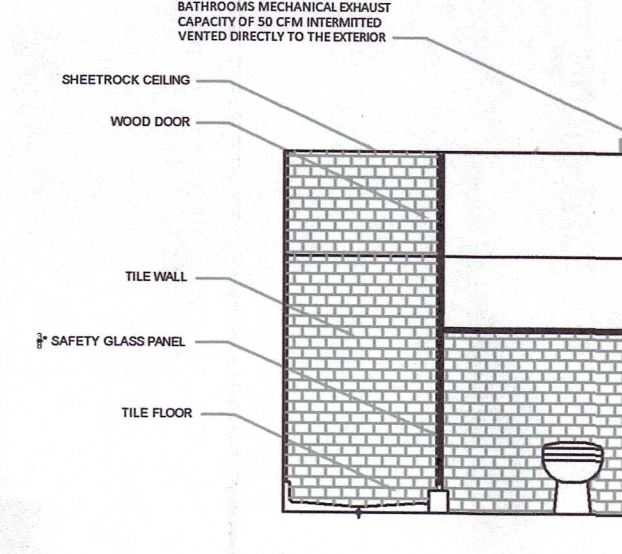 BATHROOMS MECHANICAL EXHAUST
CAPACITY OF 50 CFM INTERMITTED
VENTED DIRECTLY TO THE EXTERIOR
SHEETROCK CEILING
WOOD DOOR
TILE WALL
3/8" SAFETY GLASS PANEL
TILE FLOOR